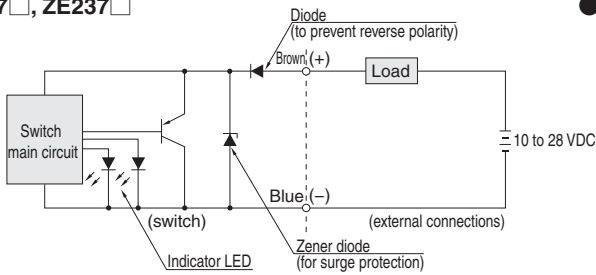 7□, ZE237□
Diode
(to prevent reverse polarity)
Brown (+)
Load
Switch
main circuit
10 to 28 VDC
Blue (−)
(switch)
(external connections)
Indicator LED
Zener diode
(for surge protection)